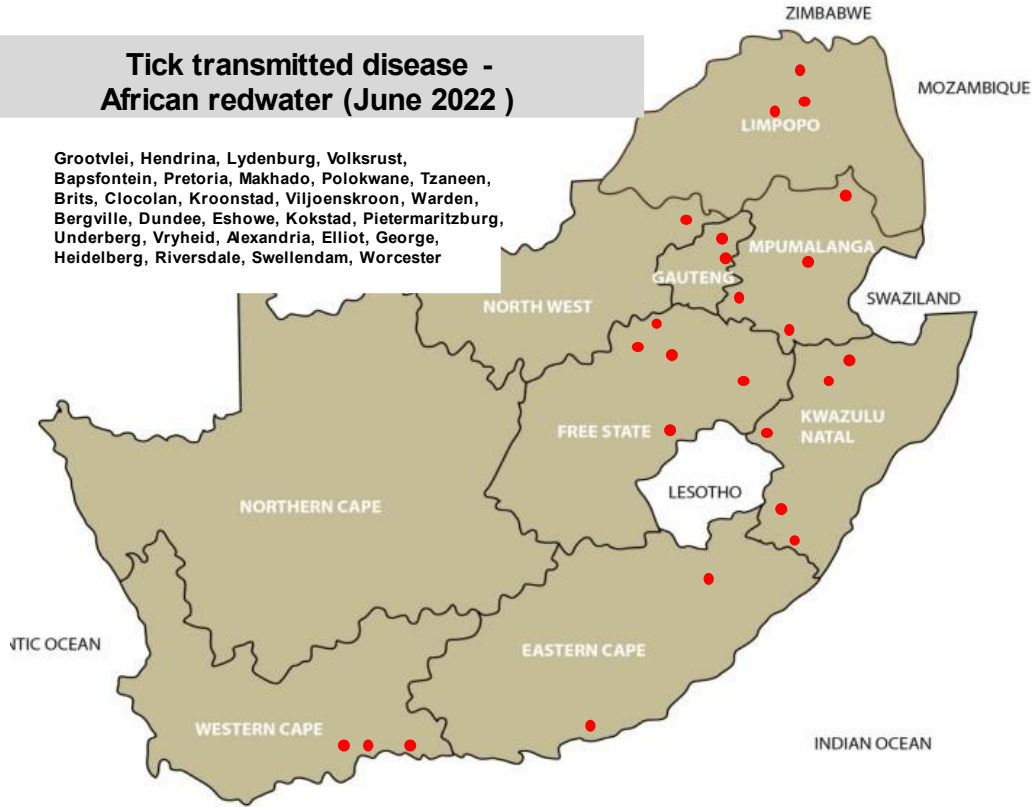 ZIMBABWE
Tick transmitted disease -
African redwater (June 2022 )
MOZAMBIQUE
LIMPOPO
Grootvlei, Hendrina, Lydenburg, Volksrust,
Bapsfontein, Pretoria, Makhado, Polokwane, Tzaneen,
Brits, Clocolan, Kroonstad, Viljoenskroon, Warden,
Bergville, Dundee, Eshowe, Kokstad, Pietermaritzburg,
Underberg, Vryheid, Alexandria, Elliot, George,
Heidelberg, Riversdale, Swellendam, Worcester
MPUMALANGA
GAUTENG
SWAZILAND
NORTH WEST
KWAZULU
NATAL
FREE STATE
LESOTHO
NORTHERN CAPE
NTIC OCEAN
EASTERN CAPE
WESTERN CAPE
INDIAN OCEAN